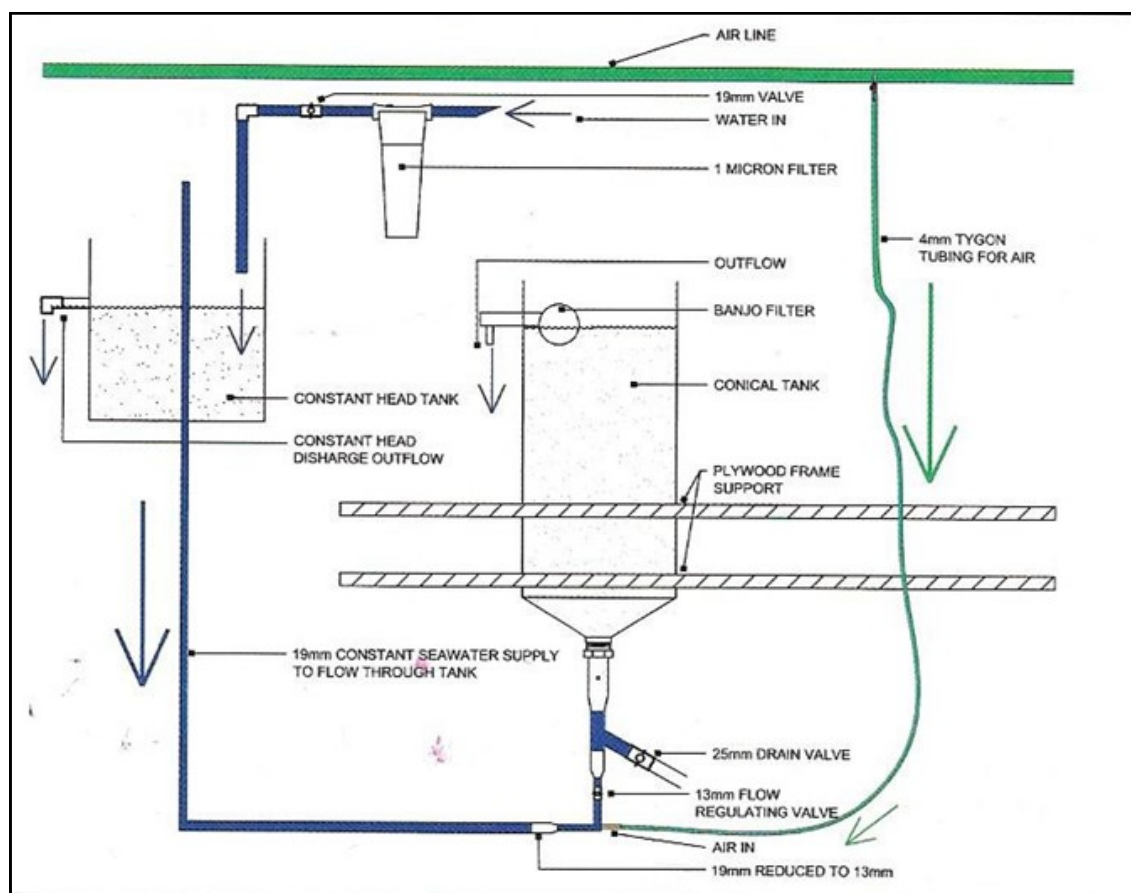 AIR LINE
19mm VALVE
WATER IN
1 MICRON FILTER
4mm TYGON
TUBING FOR AIR
OUTFLOW
BANJO FILTER
CONICAL TANK
CONSTANT HEAD TANK
CONSTANT HEAD
DISHARGE OUTFLOW
PLYWOOD FRAME
SUPPORT
19mm CONSTANT SEAWATER SUPPLY
TO FLOW THROUGH TANK
25mm DRAIN VALVE
13mm FLOW
REGULATING VALVE
AIR IN
19mm REDUCED TO 13mm